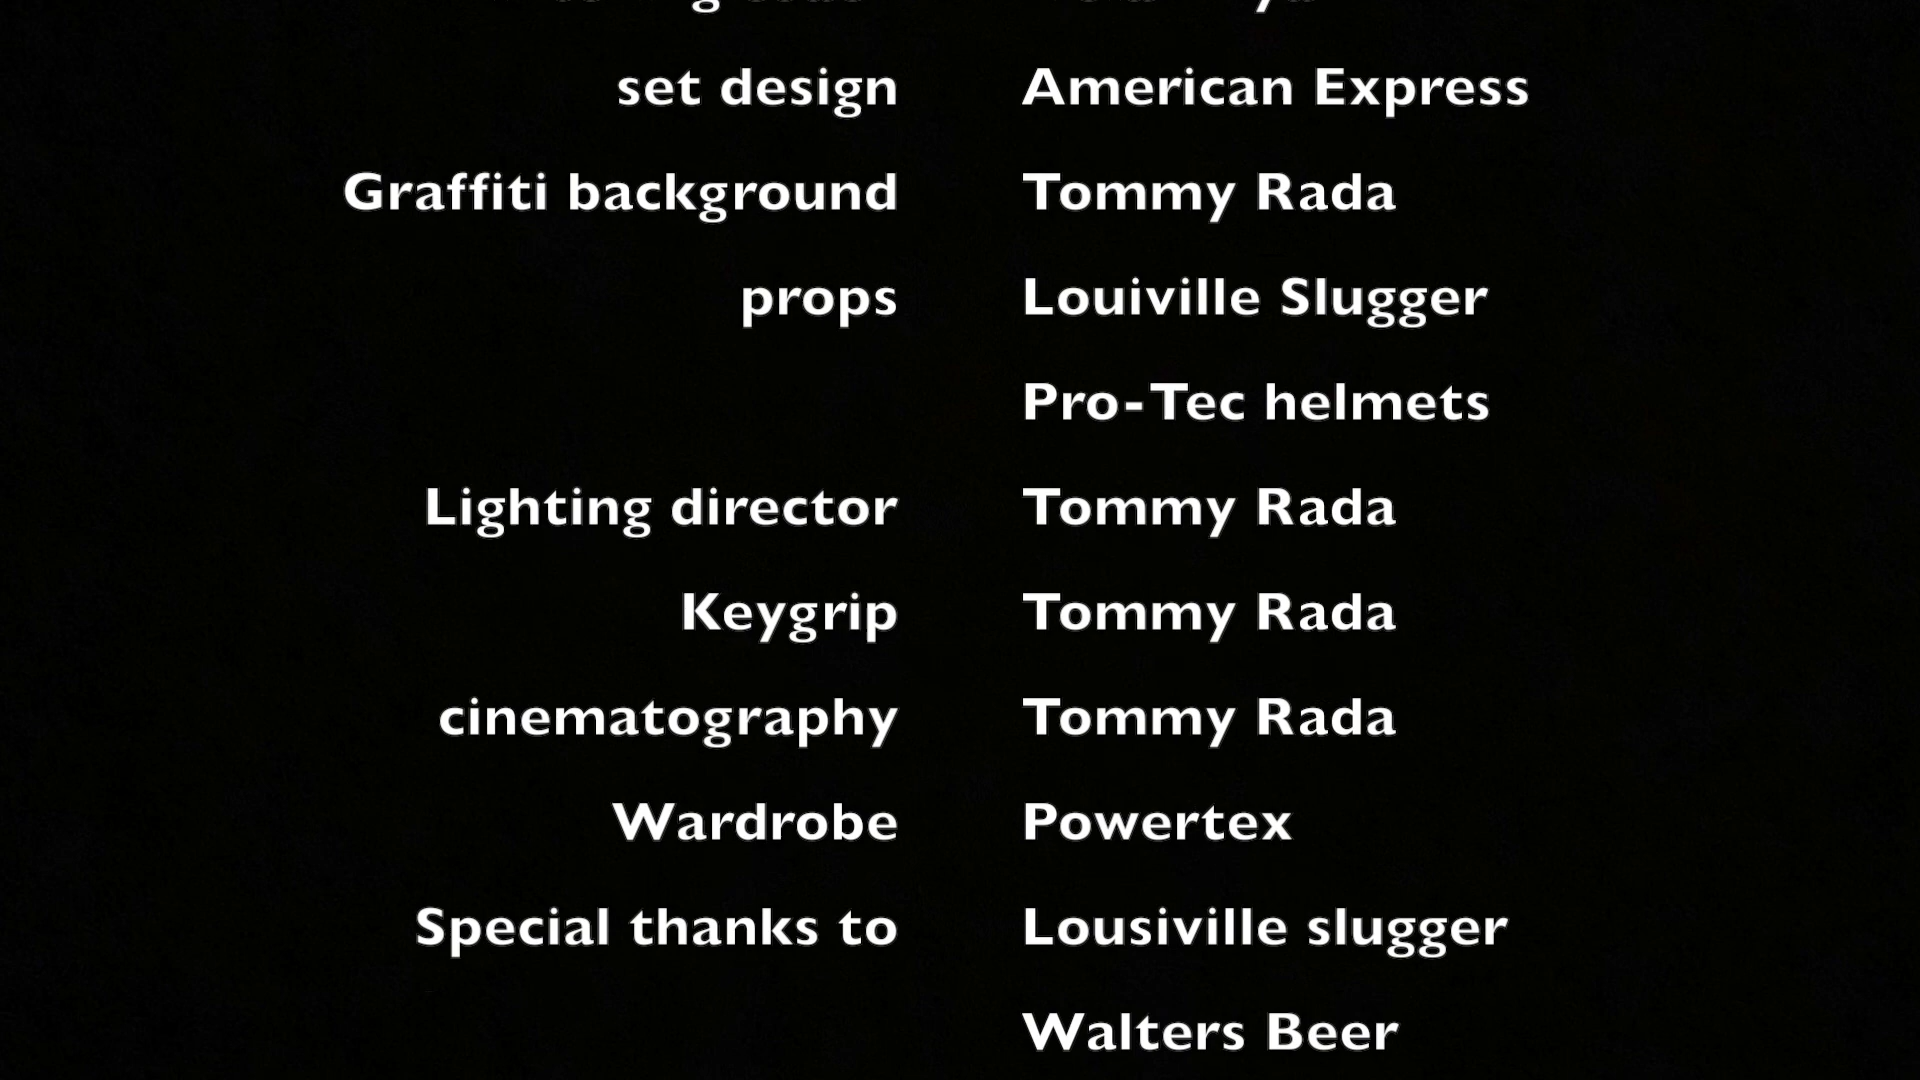 set design American Express
Graffiti background Tommy Rada
props Louiville Slugger
Pro-Tec helmets
Lighting director Tommy Rada
Keygrip Tommy Rada
cinematography Tommy Rada
Wardrobe Powertex
Special thanks to Lousiville slugger
Walters Beer